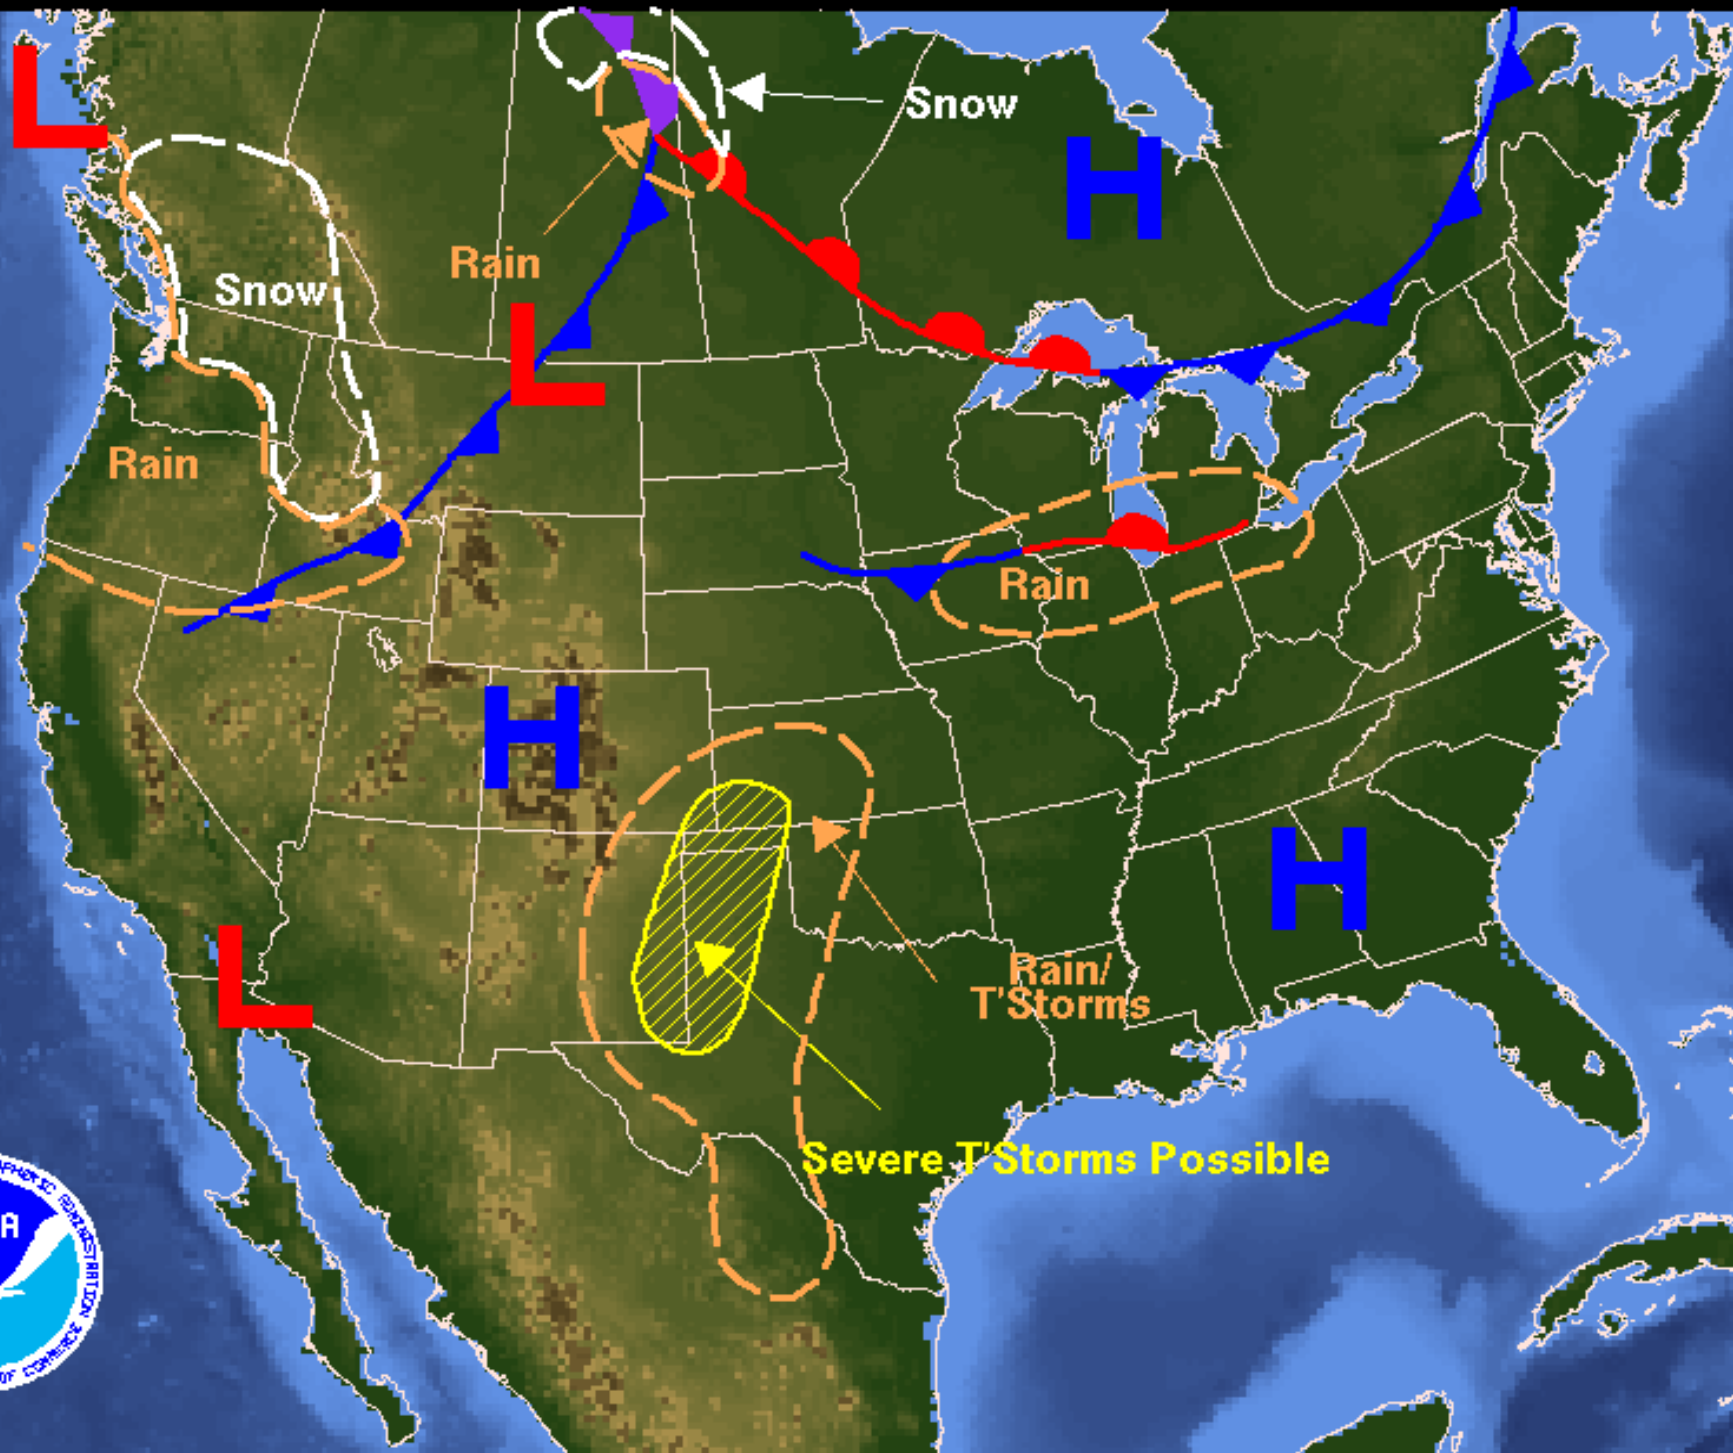 L
Snow
H
Rain
Snow
L
Rain
Rain
H
H
L
Rain/
T'Storms
Severe T'Storms Possible
A